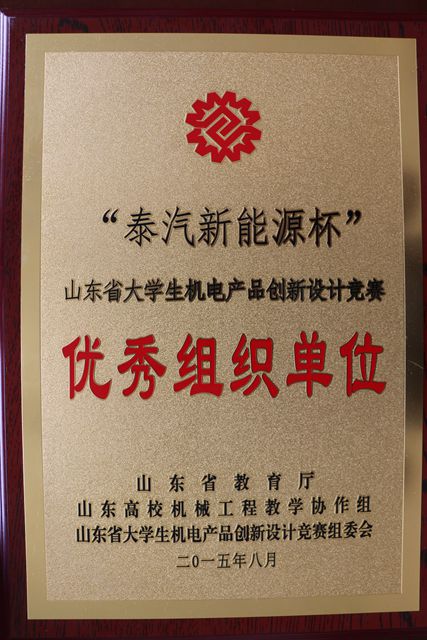 “泰汽新能源杯”
山东省大学生机电产品创新设计竞赛
优秀组织单位
山东省教育厅
山东高校机械工程教学协作组
山东省大学生机电产品创新设计竞赛组委会
二〇一五年八月